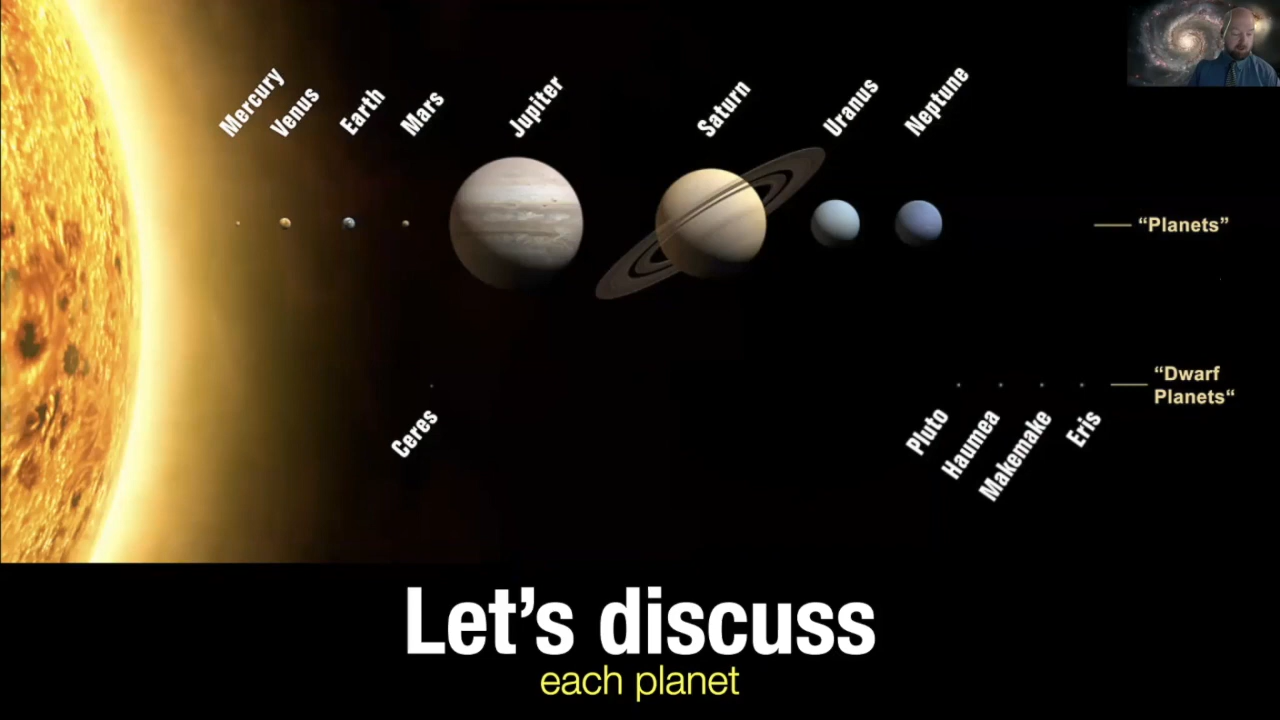 Mercury
Venus
Earth
Mars
Jupiter
Saturn
Uranus
Neptune
“Planets”
“Dwarf
Planets“
Ceres
Pluto
Haumea
Makemake
Eris
Let’s discuss
each planet